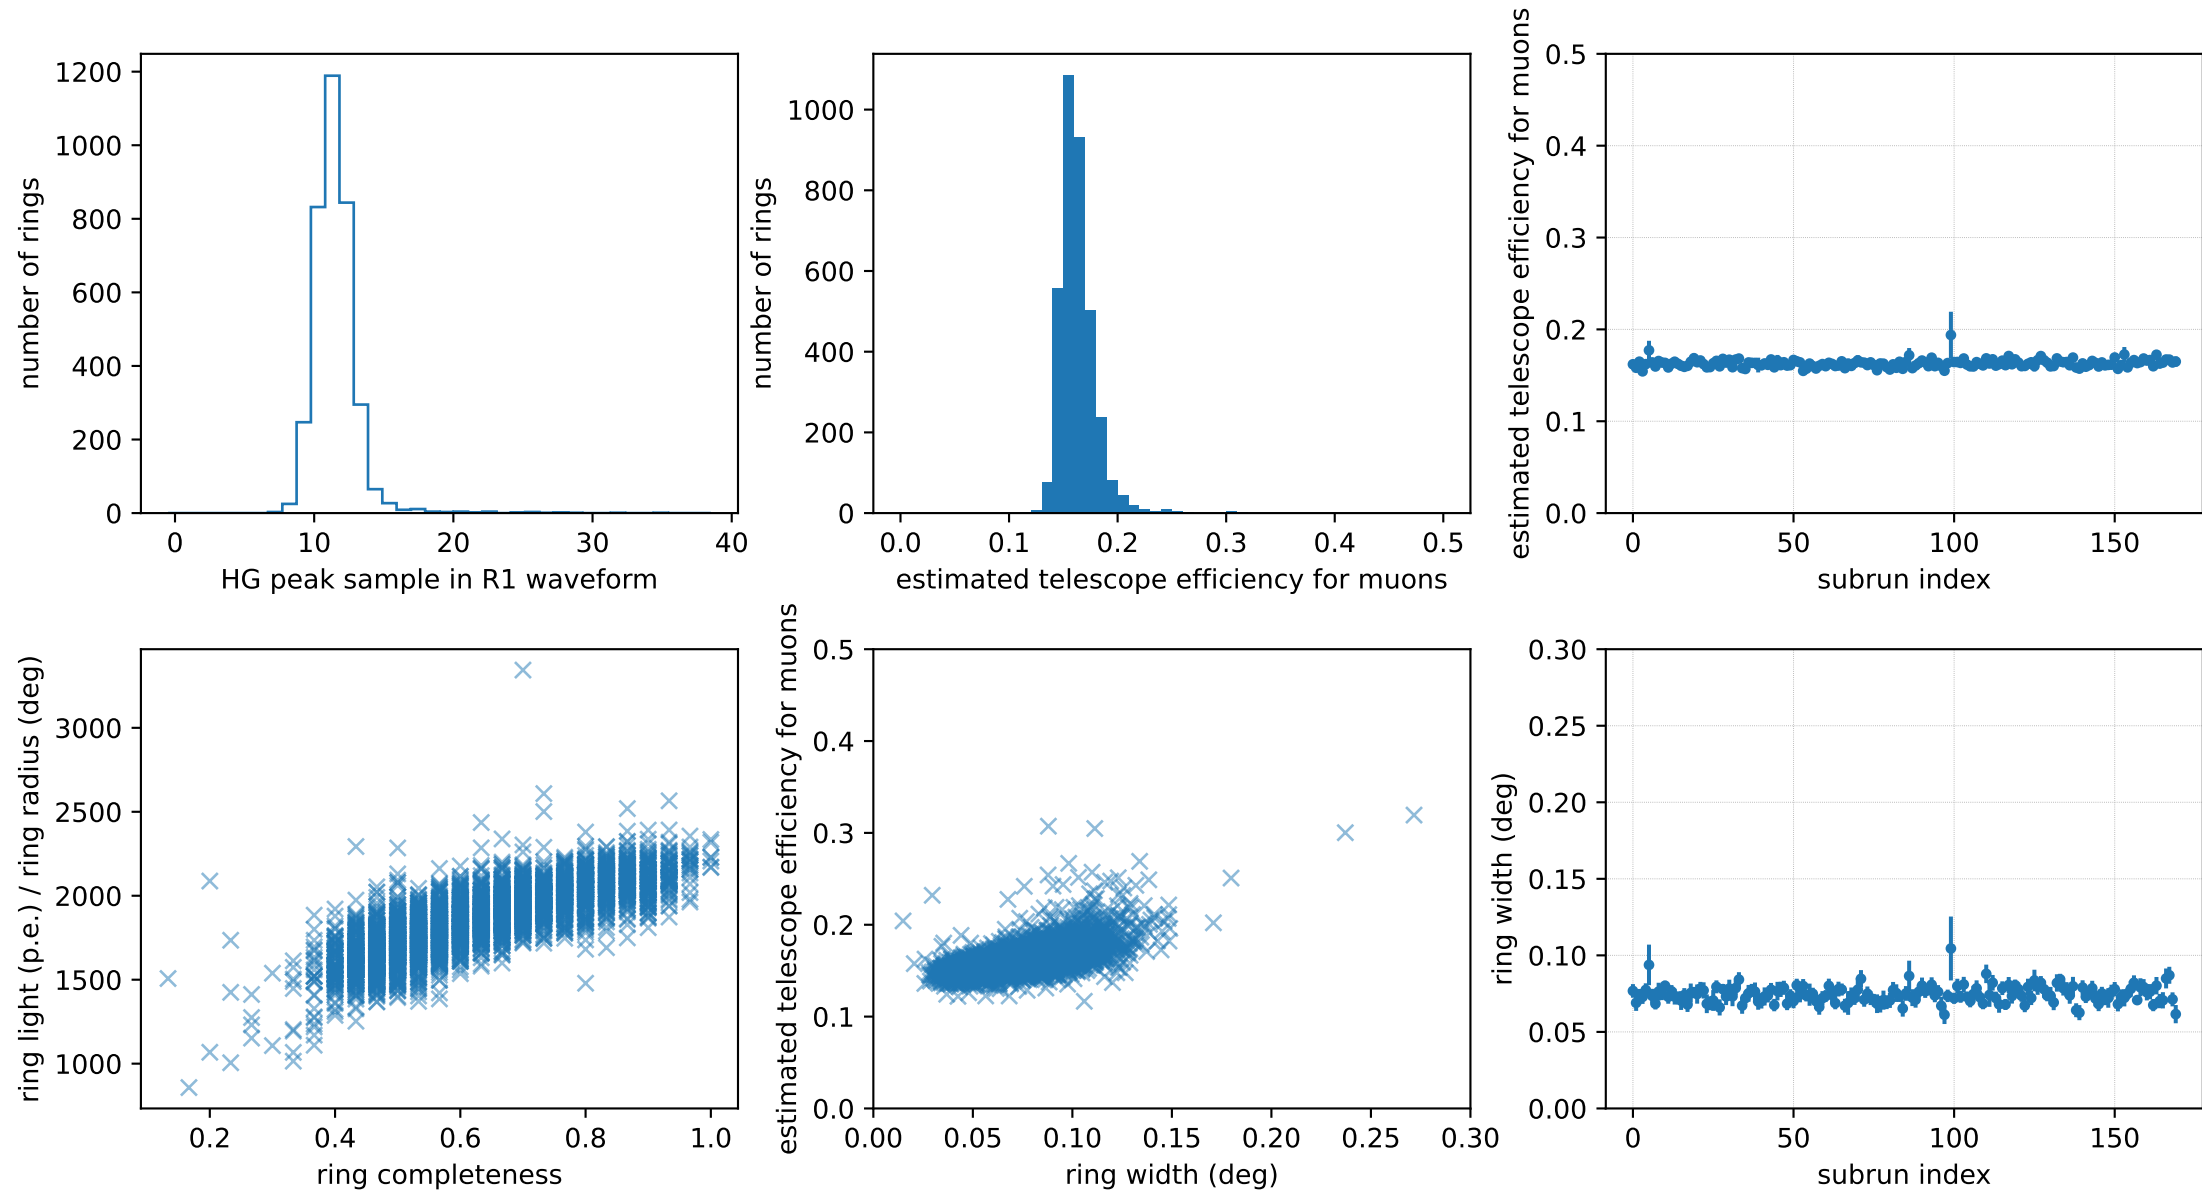 number of rings
1200
1000
800
600
400
200
0
0 10 20 30 40
HG peak sample in R1 waveform
number of rings
1000
800
600
400
200
0
0.0 0.1 0.2 0.3 0.4 0.5
estimated telescope efficiency for muons
estimated telescope efficiency for muons
0.5
0.4
0.3
0.2
0.1
0.0
0 50 100 150
subrun index
ring light (p.e.) / ring radius (deg)
3000
2500
2000
1500
1000
0.2 0.4 0.6 0.8 1.0
ring completeness
estimated telescope efficiency for muons
0.5
0.4
0.3
0.2
0.1
0.0
0.00 0.05 0.10 0.15 0.20 0.25 0.30
ring width (deg)
ring width (deg)
0.30
0.25
0.20
0.15
0.10
0.05
0.00
0 50 100 150
subrun index